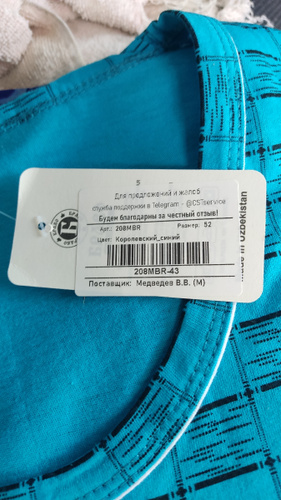 5
Для предложений и жалоб
служба поддержки в Telegram - @CSTservice
Будем благодарны за честный отзыв!
Арт.: 208MBR Размер: 52
Цвет: Королевский_синий
208MBR-43
Поставщик: Медведев В.В. (М)
Made in Uzbekistan